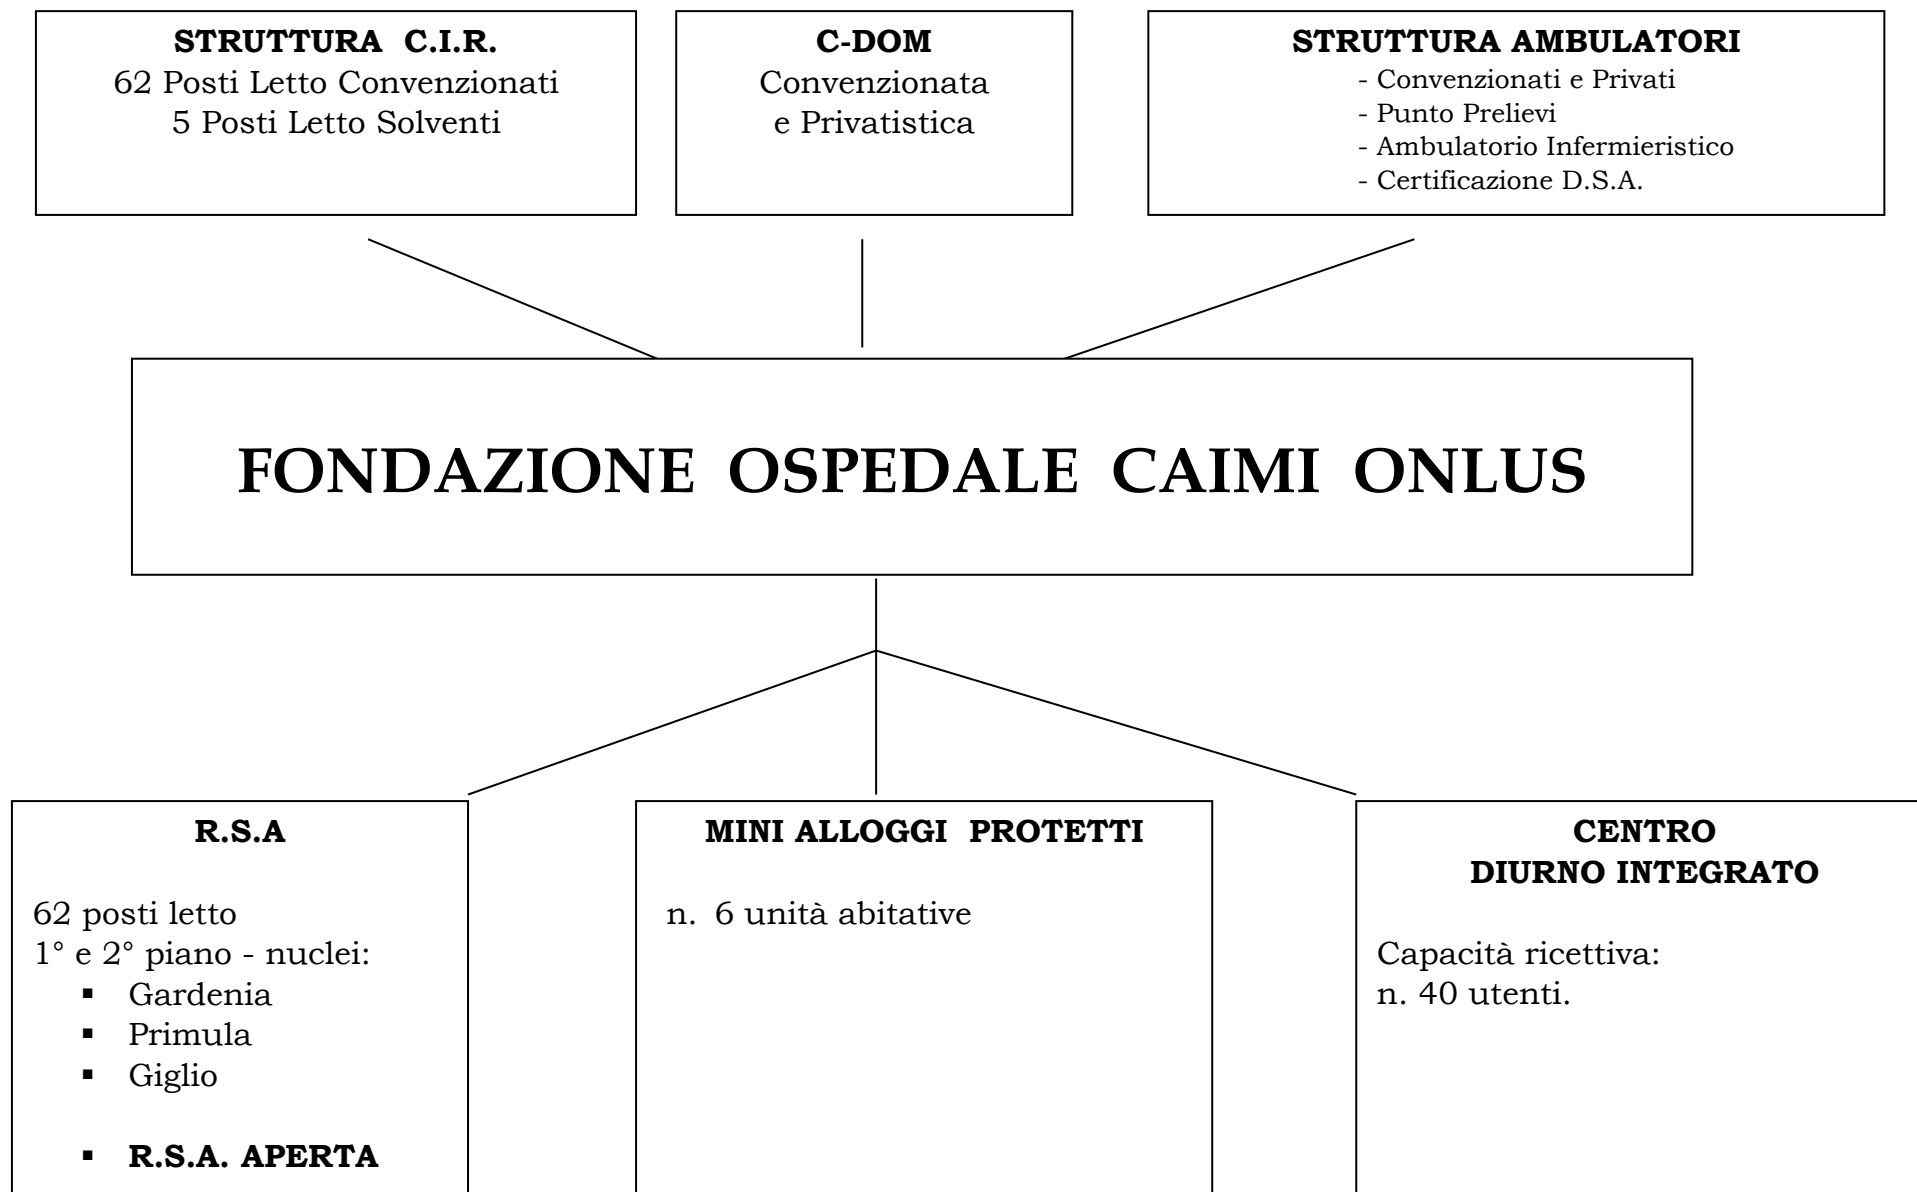 STRUTTURA C.I.R.
62 Posti Letto Convenzionati
5 Posti Letto Solventi
C-DOM
Convenzionata
e Privatistica
STRUTTURA AMBULATORI
- Convenzionati e Privati
- Punto Prelievi
- Ambulatorio Infermieristico
- Certificazione D.S.A.
FONDAZIONE OSPEDALE CAIMI ONLUS
R.S.A
62 posti letto
1° e 2° piano - nuclei:
▪ Gardenia
▪ Primula
▪ Giglio
▪ R.S.A. APERTA
MINI ALLOGGI PROTETTI
n. 6 unità abitative
CENTRO
DIURNO INTEGRATO
Capacità ricettiva:
n. 40 utenti.